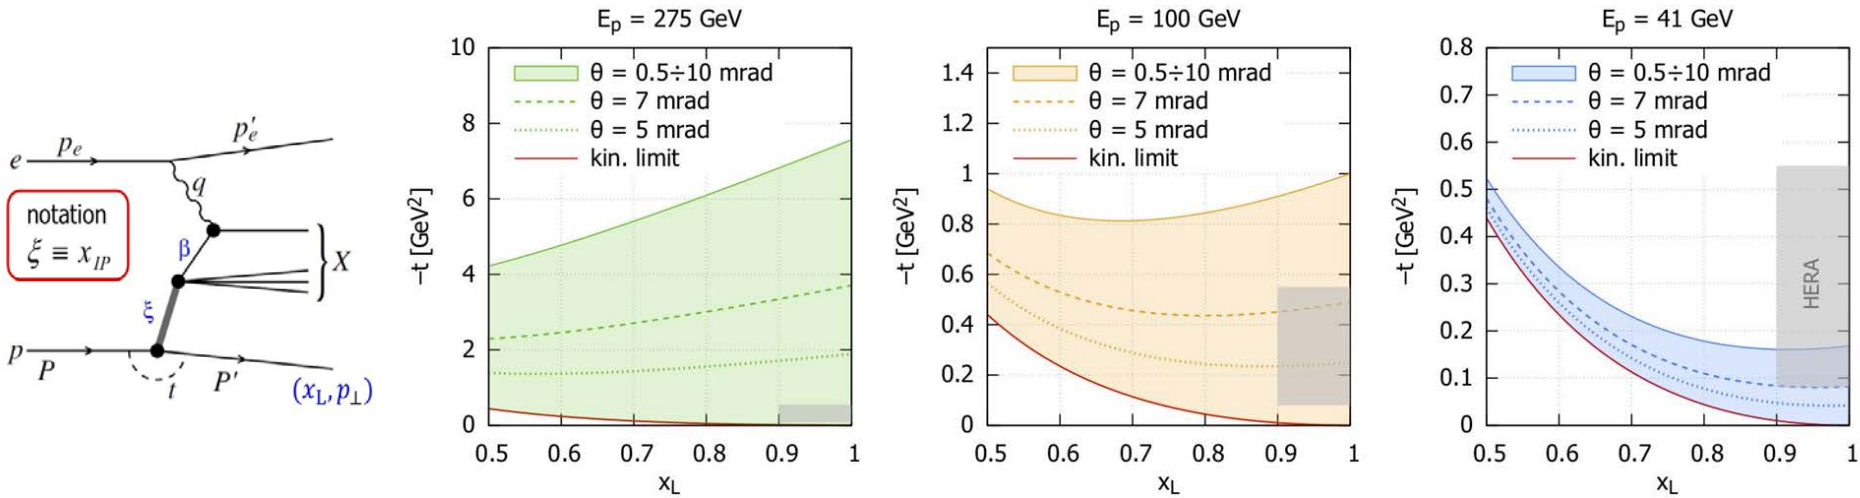 e
p_e
p'_e
q
notation
ξ ≡ x_IP
β
X
ξ
p
P
t
P'
(x_L, p_⊥)
E_p = 275 GeV
−t [GeV²]
10
8
6
4
2
0
θ = 0.5÷10 mrad
θ = 7 mrad
θ = 5 mrad
kin. limit
0.5 0.6 0.7 0.8 0.9 1
x_L
E_p = 100 GeV
−t [GeV²]
1.4
1.2
1
0.8
0.6
0.4
0.2
0
θ = 0.5÷10 mrad
θ = 7 mrad
θ = 5 mrad
kin. limit
0.5 0.6 0.7 0.8 0.9 1
x_L
E_p = 41 GeV
−t [GeV²]
0.8
0.7
0.6
0.5
0.4
0.3
0.2
0.1
0
θ = 0.5÷10 mrad
θ = 7 mrad
θ = 5 mrad
kin. limit
HERA
0.5 0.6 0.7 0.8 0.9 1
x_L